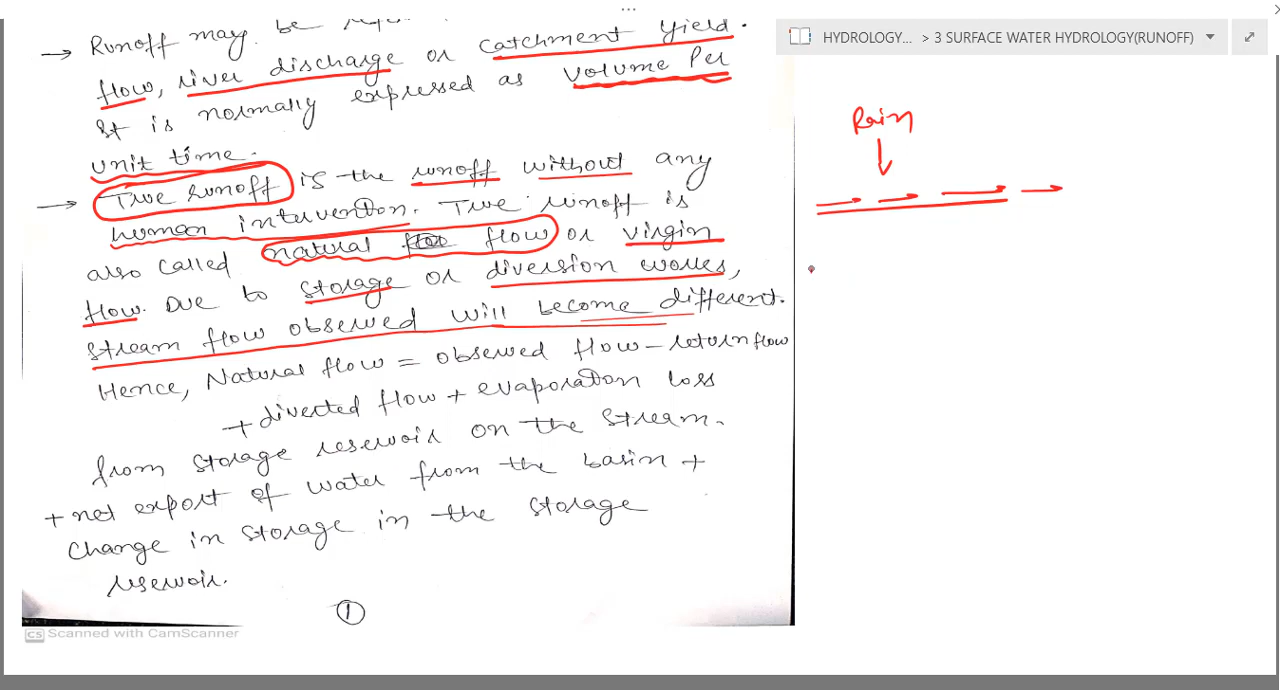 → Runoff may be
flow, river discharge or catchment yield.
It is normally expressed as volume Per
unit time.
→ True runoff is the runoff without any
human intervention. True runoff is
also called natural flow or virgin
flow. Due to storage or diversion works,
stream flow observed will become different.
Hence, Natural flow = observed flow - return flow
+ diverted flow + evaporation loss
from storage reservoir on the stream.
+ net export of water from the basin +
change in storage in the storage
reservoir.
①
CS Scanned with CamScanner
HYDROLOGY... > 3 SURFACE WATER HYDROLOGY(RUNOFF)
Rain